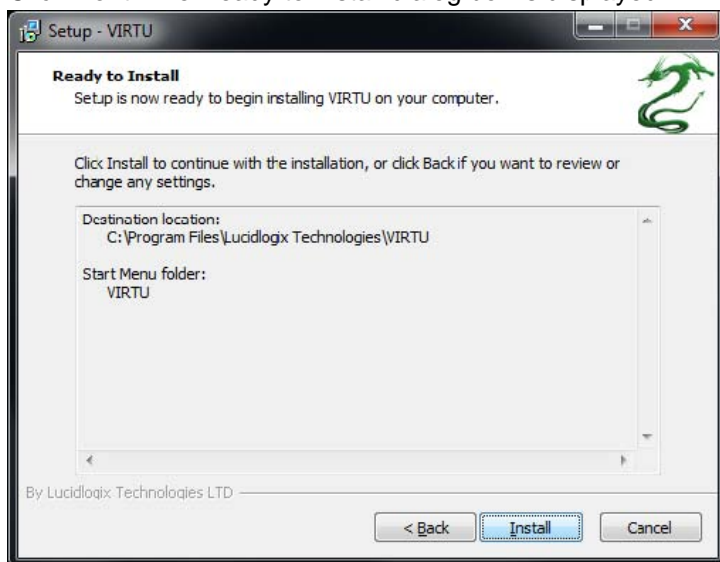 Setup - VIRTU
Ready to Install
Setup is now ready to begin installing VIRTU on your computer.
Click Install to continue with the installation, or click Back if you want to review or
change any settings.
Destination location:
C:\Program Files\Lucidlogix Technologies\VIRTU
Start Menu folder:
VIRTU
By Lucidlogix Technologies LTD
< Back
Install
Cancel